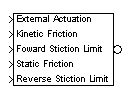 External Actuation
Kinetic Friction
Foward Stiction Limit
Static Friction
Reverse Stiction Limit